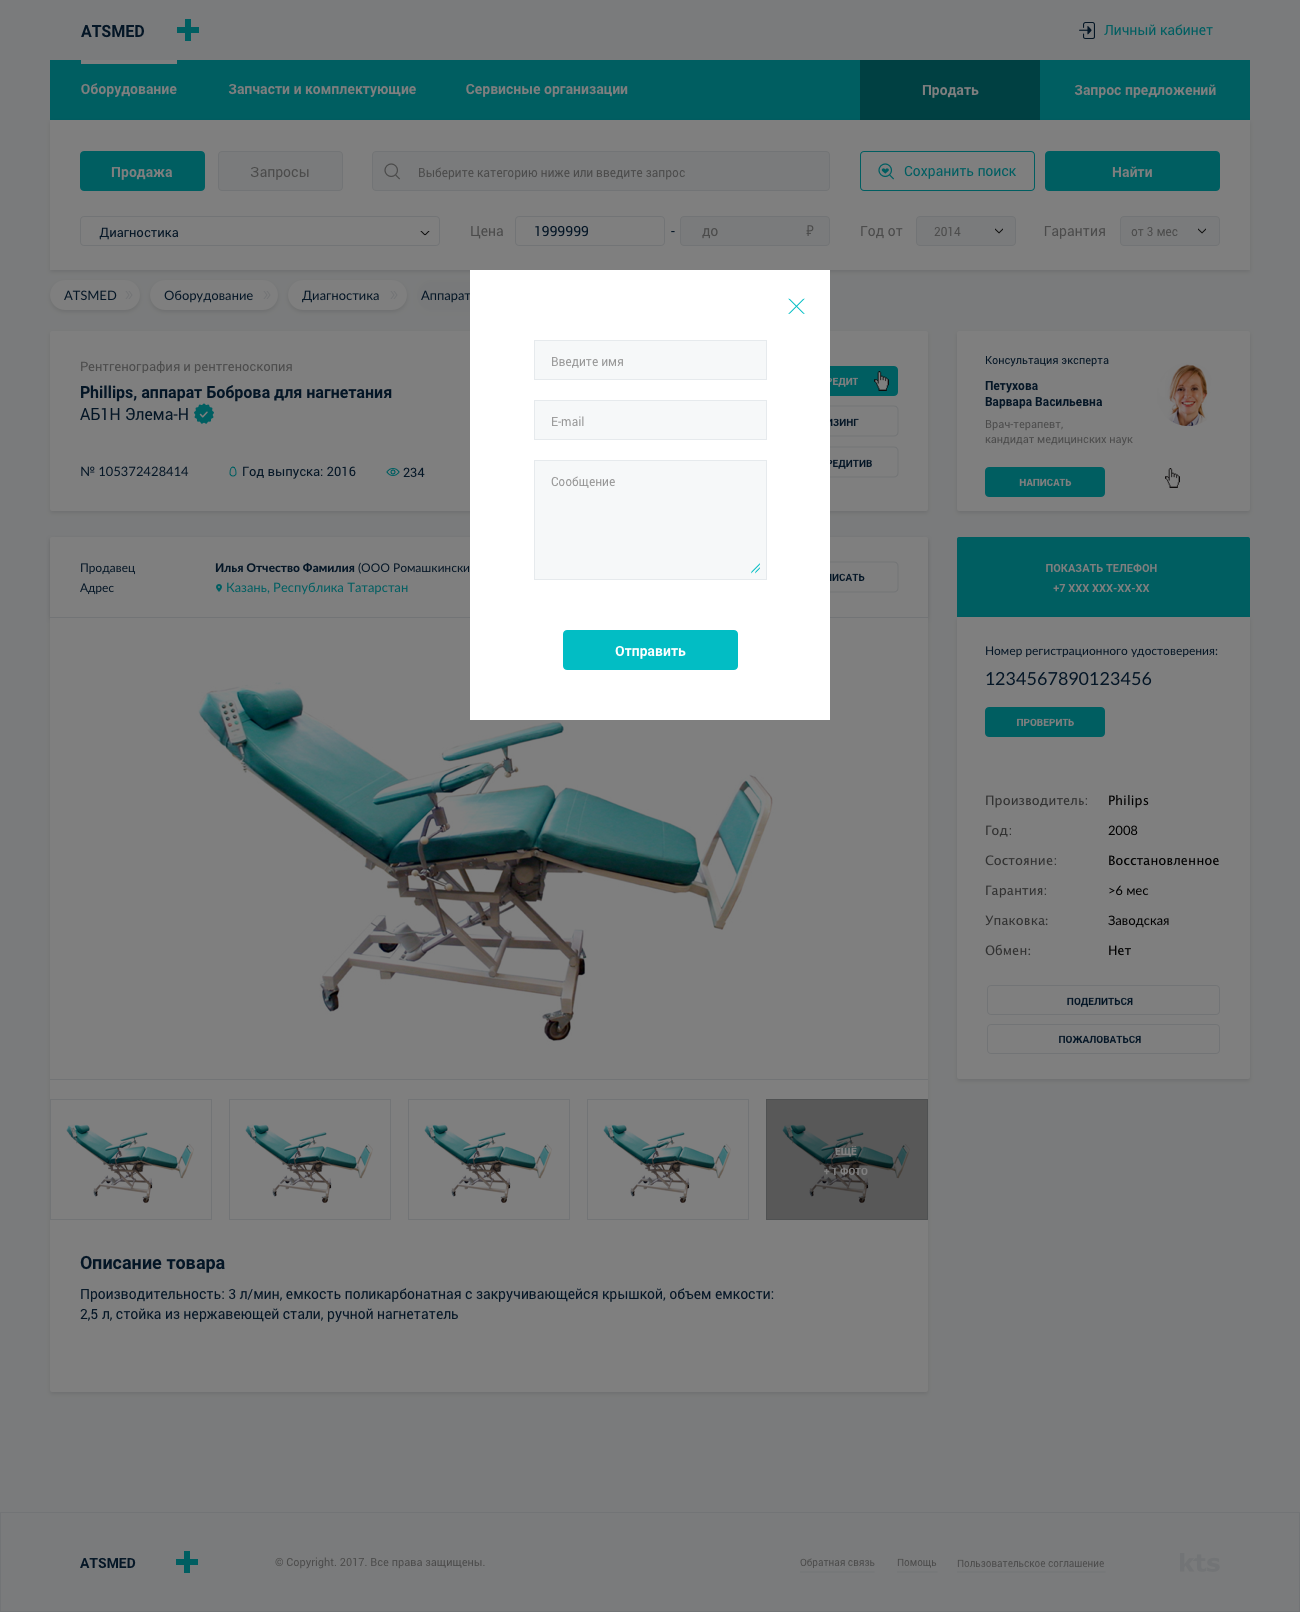 ATSMED
Личный кабинет
Оборудование
Запчасти и комплектующие
Сервисные организации
Продать
Запрос предложений
Продажа
Запросы
Выберите категорию ниже или введите запрос
Сохранить поиск
Найти
Диагностика
Цена
1999999
-
до
₽
Год от
2014
Гарантия
от 3 мес
ATSMED
Оборудование
Диагностика
Аппарат
Рентгенография и рентгеноскопия
Phillips, аппарат Боброва для нагнетания
АБ1Н Элема-Н
№ 105372428414
Год выпуска: 2016
234
РЕДИТ
ИЗИНГ
РЕДИТИВ
Консультация эксперта
Петухова
Варвара Васильевна
Врач-терапевт,
кандидат медицинских наук
НАПИСАТЬ
Введите имя
E-mail
Сообщение
Отправить
Продавец
Илья Отчество Фамилия (ООО Ромашкински
Адрес
Казань, Республика Татарстан
ИСАТЬ
ПОКАЗАТЬ ТЕЛЕФОН
+7 XXX XXX-XX-XX
Номер регистрационного удостоверения:
1234567890123456
ПРОВЕРИТЬ
Производитель: Philips
Год: 2008
Состояние: Восстановленное
Гарантия: >6 мес
Упаковка: Заводская
Обмен: Нет
ПОДЕЛИТЬСЯ
ПОЖАЛОВАТЬСЯ
ЕЩЕ
+ 1 ФОТО
Описание товара
Производительность: 3 л/мин, емкость поликарбонатная с закручивающейся крышкой, объем емкости:
2,5 л, стойка из нержавеющей стали, ручной нагнетатель
ATSMED
© Copyright. 2017. Все права защищены.
Обратная связь
Помощь
Пользовательское соглашение
kts